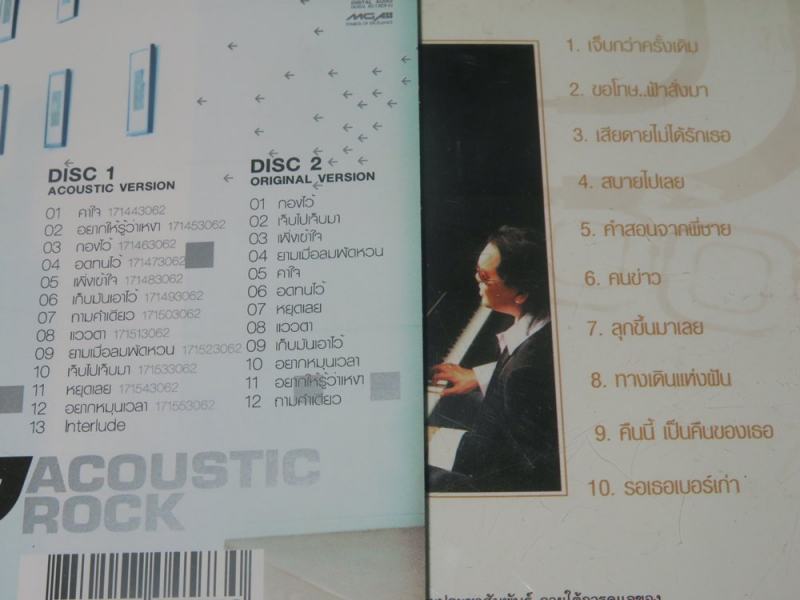 MGA
DISC 1
ACOUSTIC VERSION
01 คาใจ 171443062
02 อยากให้รู้ว่าเหงา 171453062
03 กองไว้ 171463062
04 อดทนไว้ 171473062
05 เพิ่งเข้าใจ 171483062
06 เก็บมันเอาไว้ 171493062
07 ถามคำเดียว 171503062
08 แววตา 171513062
09 ยามเมื่อลมพัดหวน 171523062
10 เจ็บไปเจ็บมา 171533062
11 หยุดเลย 171543062
12 อยากหมุนเวลา 171553062
13 Interlude
DISC 2
ORIGINAL VERSION
01 กองไว้
02 เจ็บไปเจ็บมา
03 เพิ่งเข้าใจ
04 ยามเมื่อลมพัดหวน
05 คาใจ
06 อดทนไว้
07 หยุดเลย
08 แววตา
09 เก็บมันเอาไว้
10 อยากหมุนเวลา
11 อยากให้รู้ว่าเหงา
12 ถามคำเดียว
ACOUSTIC
ROCK
1. เจ็บกว่าครั้งเดิม
2. ขอโทษ..ฟ้าสั่งมา
3. เสียดายไม่ได้รักเธอ
4. สบายไปเลย
5. คำสอนจากพี่ชาย
6. คนข่าว
7. ลุกขึ้นมาเลย
8. ทางเดินแห่งฝัน
9. คืนนี้ เป็นคืนของเธอ
10. รอเธอเบอร์เก่า